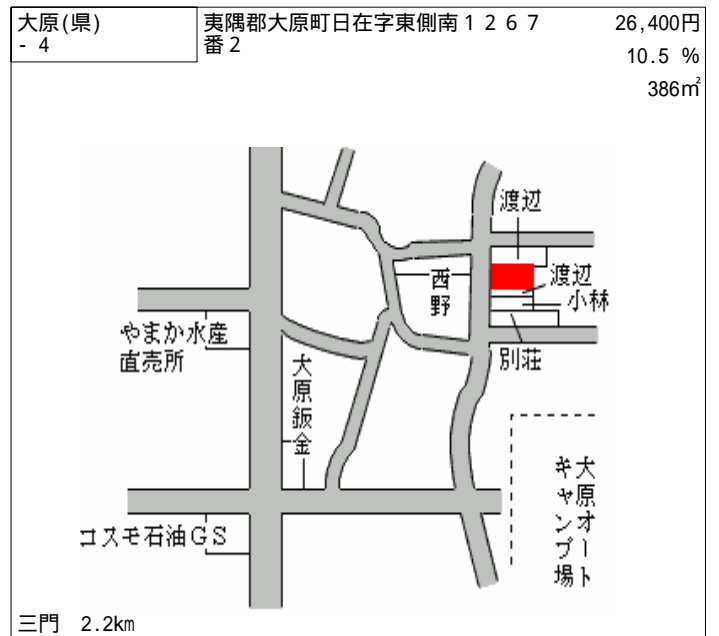 大原(県)
- 4
夷隅郡大原町日在字東側南１２６７
番２
26,400円
10.5 %
386㎡
渡辺
渡辺
小林
西野
別荘
やまか水産
直売所
大原鈑金
大原オート
キャンプ場
コスモ石油ＧＳ
三門 2.2km